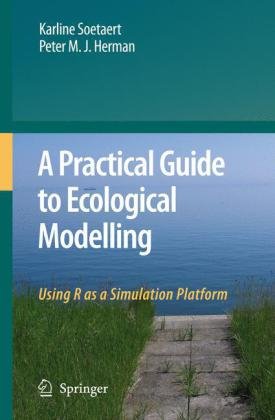 Karline Soetaert
Peter M. J. Herman
A Practical Guide
to Ecological
Modelling
Using R as a Simulation Platform
Springer